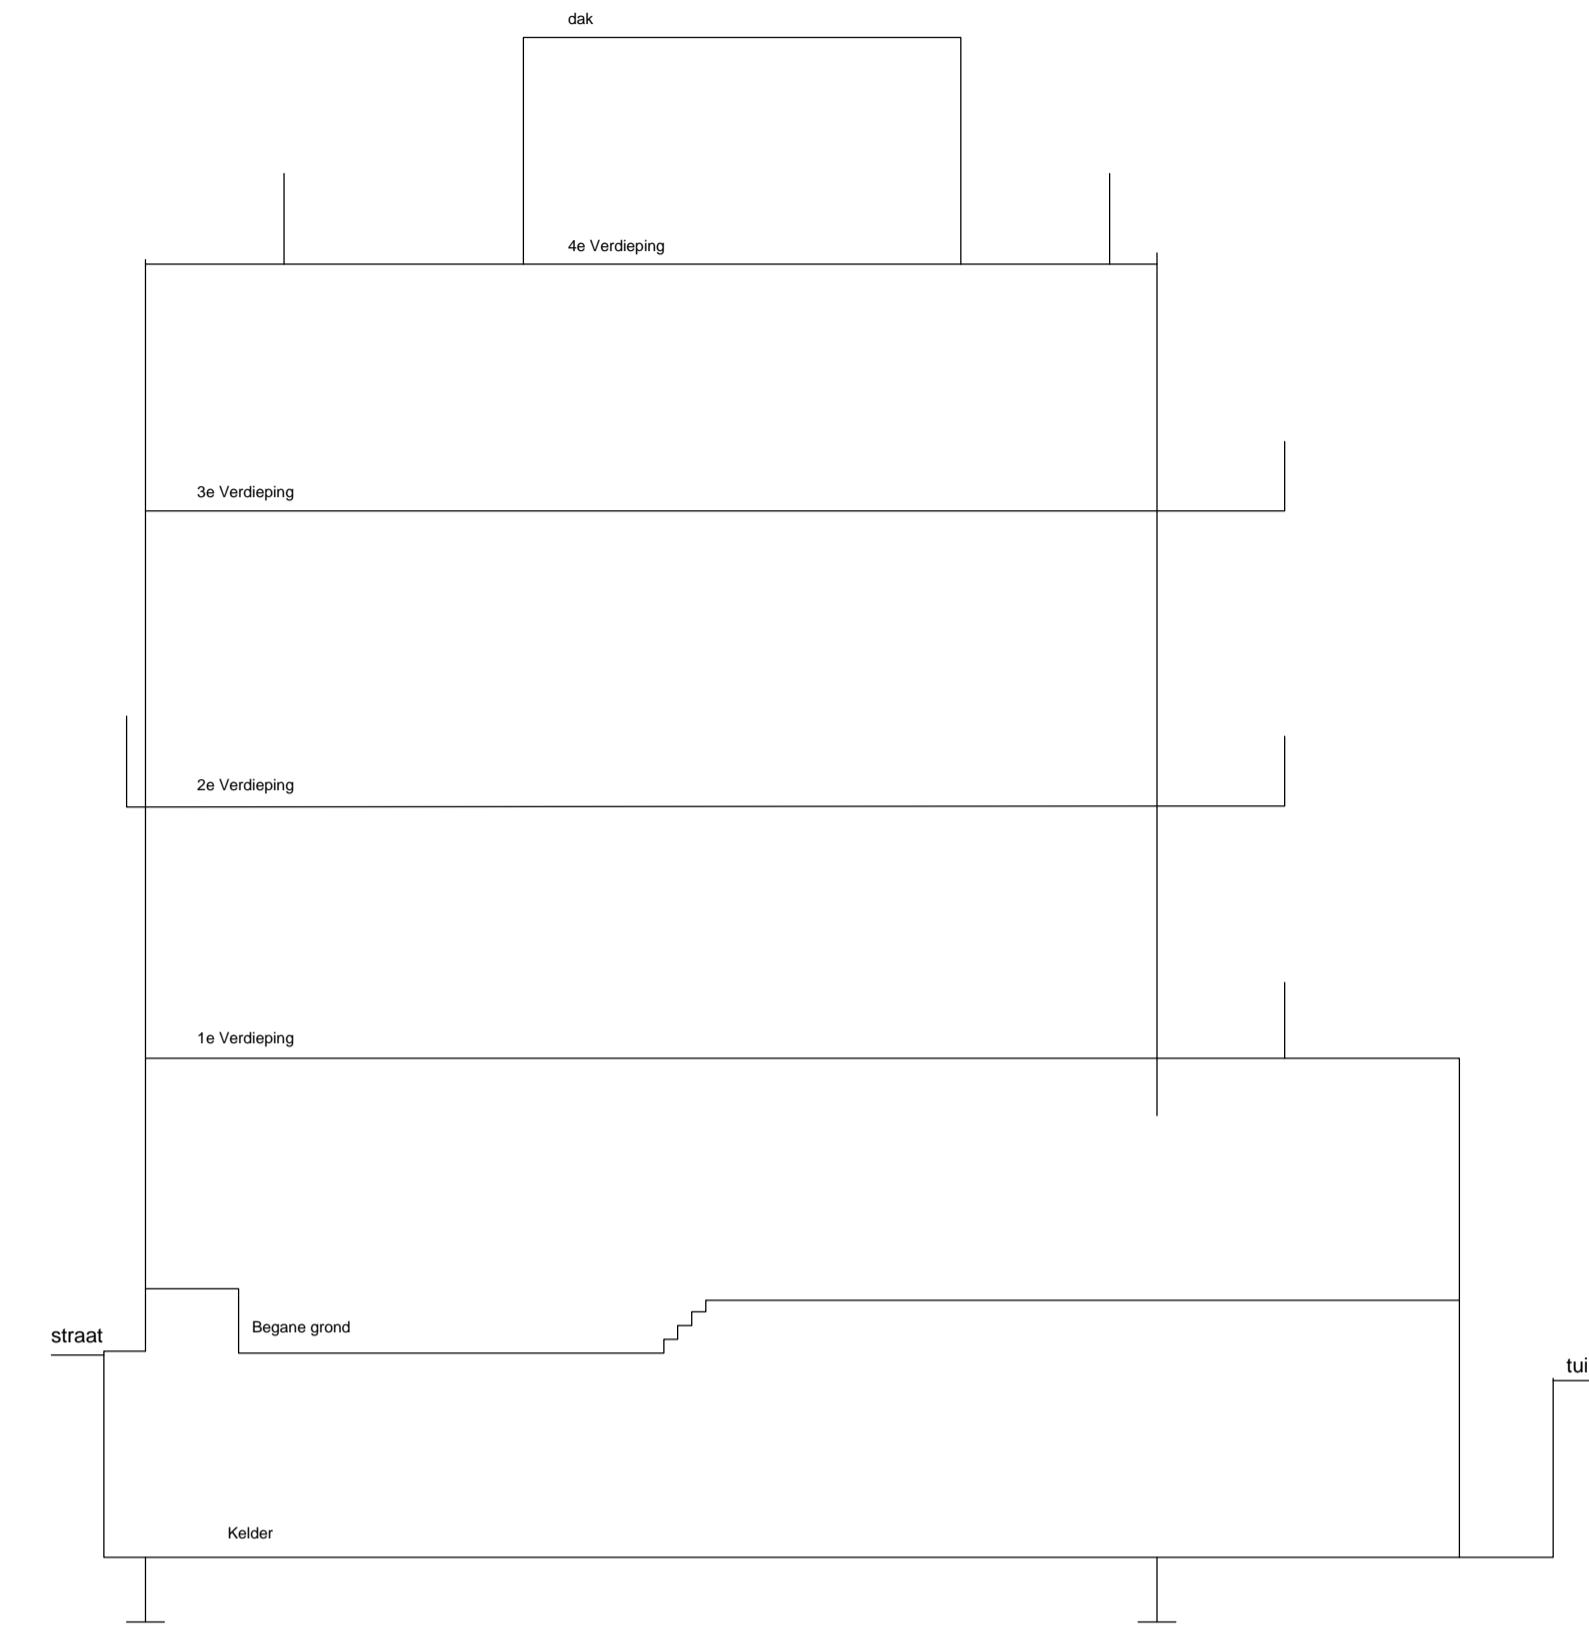 dak
4e Verdieping
3e Verdieping
2e Verdieping
1e Verdieping
Begane grond
straat
tui
Kelder